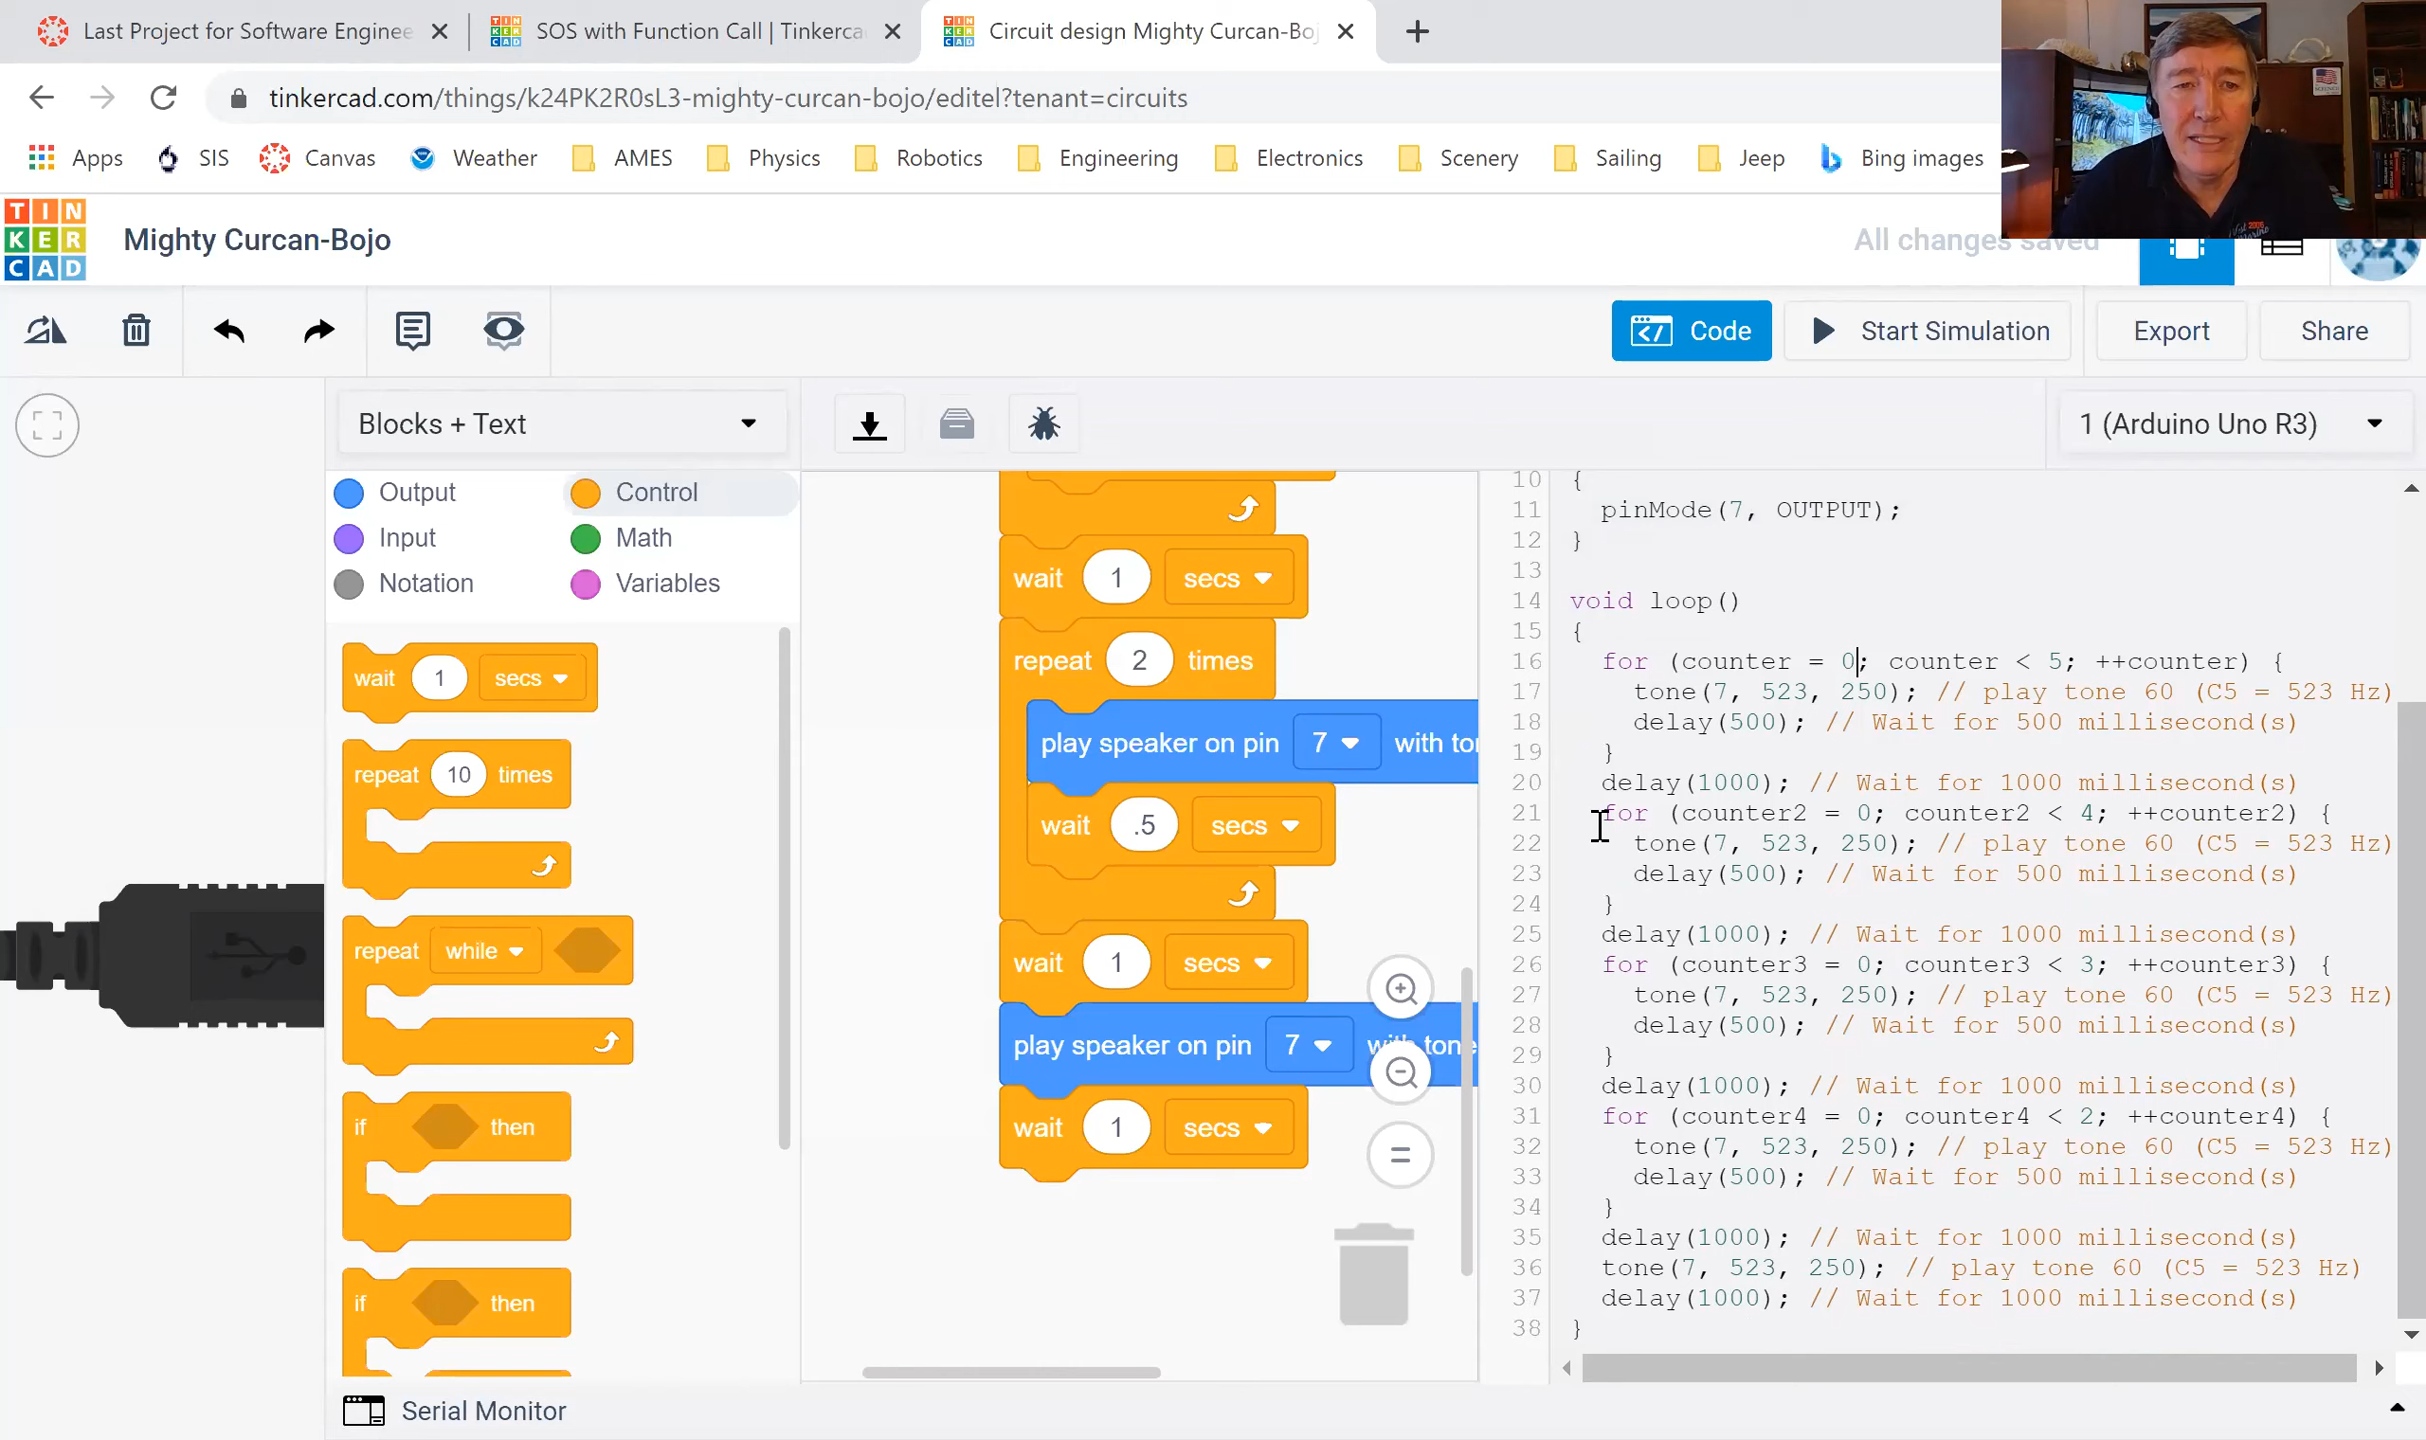 Last Project for Software Enginee
SOS with Function Call | Tinkerca
Circuit design Mighty Curcan-Boj
tinkercad.com/things/k24PK2R0sL3-mighty-curcan-bojo/editel?tenant=circuits
Apps
SIS
Canvas
Weather
AMES
Physics
Robotics
Engineering
Electronics
Scenery
Sailing
Jeep
Bing images
TIN
KER
CAD
Mighty Curcan-Bojo
All changes saved
Code
Start Simulation
Export
Share
Blocks + Text
1 (Arduino Uno R3)
Output
Control
Input
Math
Notation
Variables
wait 1 secs
repeat 10 times
repeat while
if then
if then
wait 1 secs
repeat 2 times
play speaker on pin 7 with to
wait .5 secs
wait 1 secs
play speaker on pin 7 with tone
wait 1 secs
10 {
11 pinMode(7, OUTPUT);
12 }
13
14 void loop()
15 {
16 for (counter = 0; counter < 5; ++counter) {
17 tone(7, 523, 250); // play tone 60 (C5 = 523 Hz)
18 delay(500); // Wait for 500 millisecond(s)
19 }
20 delay(1000); // Wait for 1000 millisecond(s)
21 for (counter2 = 0; counter2 < 4; ++counter2) {
22 tone(7, 523, 250); // play tone 60 (C5 = 523 Hz)
23 delay(500); // Wait for 500 millisecond(s)
24 }
25 delay(1000); // Wait for 1000 millisecond(s)
26 for (counter3 = 0; counter3 < 3; ++counter3) {
27 tone(7, 523, 250); // play tone 60 (C5 = 523 Hz)
28 delay(500); // Wait for 500 millisecond(s)
29 }
30 delay(1000); // Wait for 1000 millisecond(s)
31 for (counter4 = 0; counter4 < 2; ++counter4) {
32 tone(7, 523, 250); // play tone 60 (C5 = 523 Hz)
33 delay(500); // Wait for 500 millisecond(s)
34 }
35 delay(1000); // Wait for 1000 millisecond(s)
36 tone(7, 523, 250); // play tone 60 (C5 = 523 Hz)
37 delay(1000); // Wait for 1000 millisecond(s)
38 }
Serial Monitor